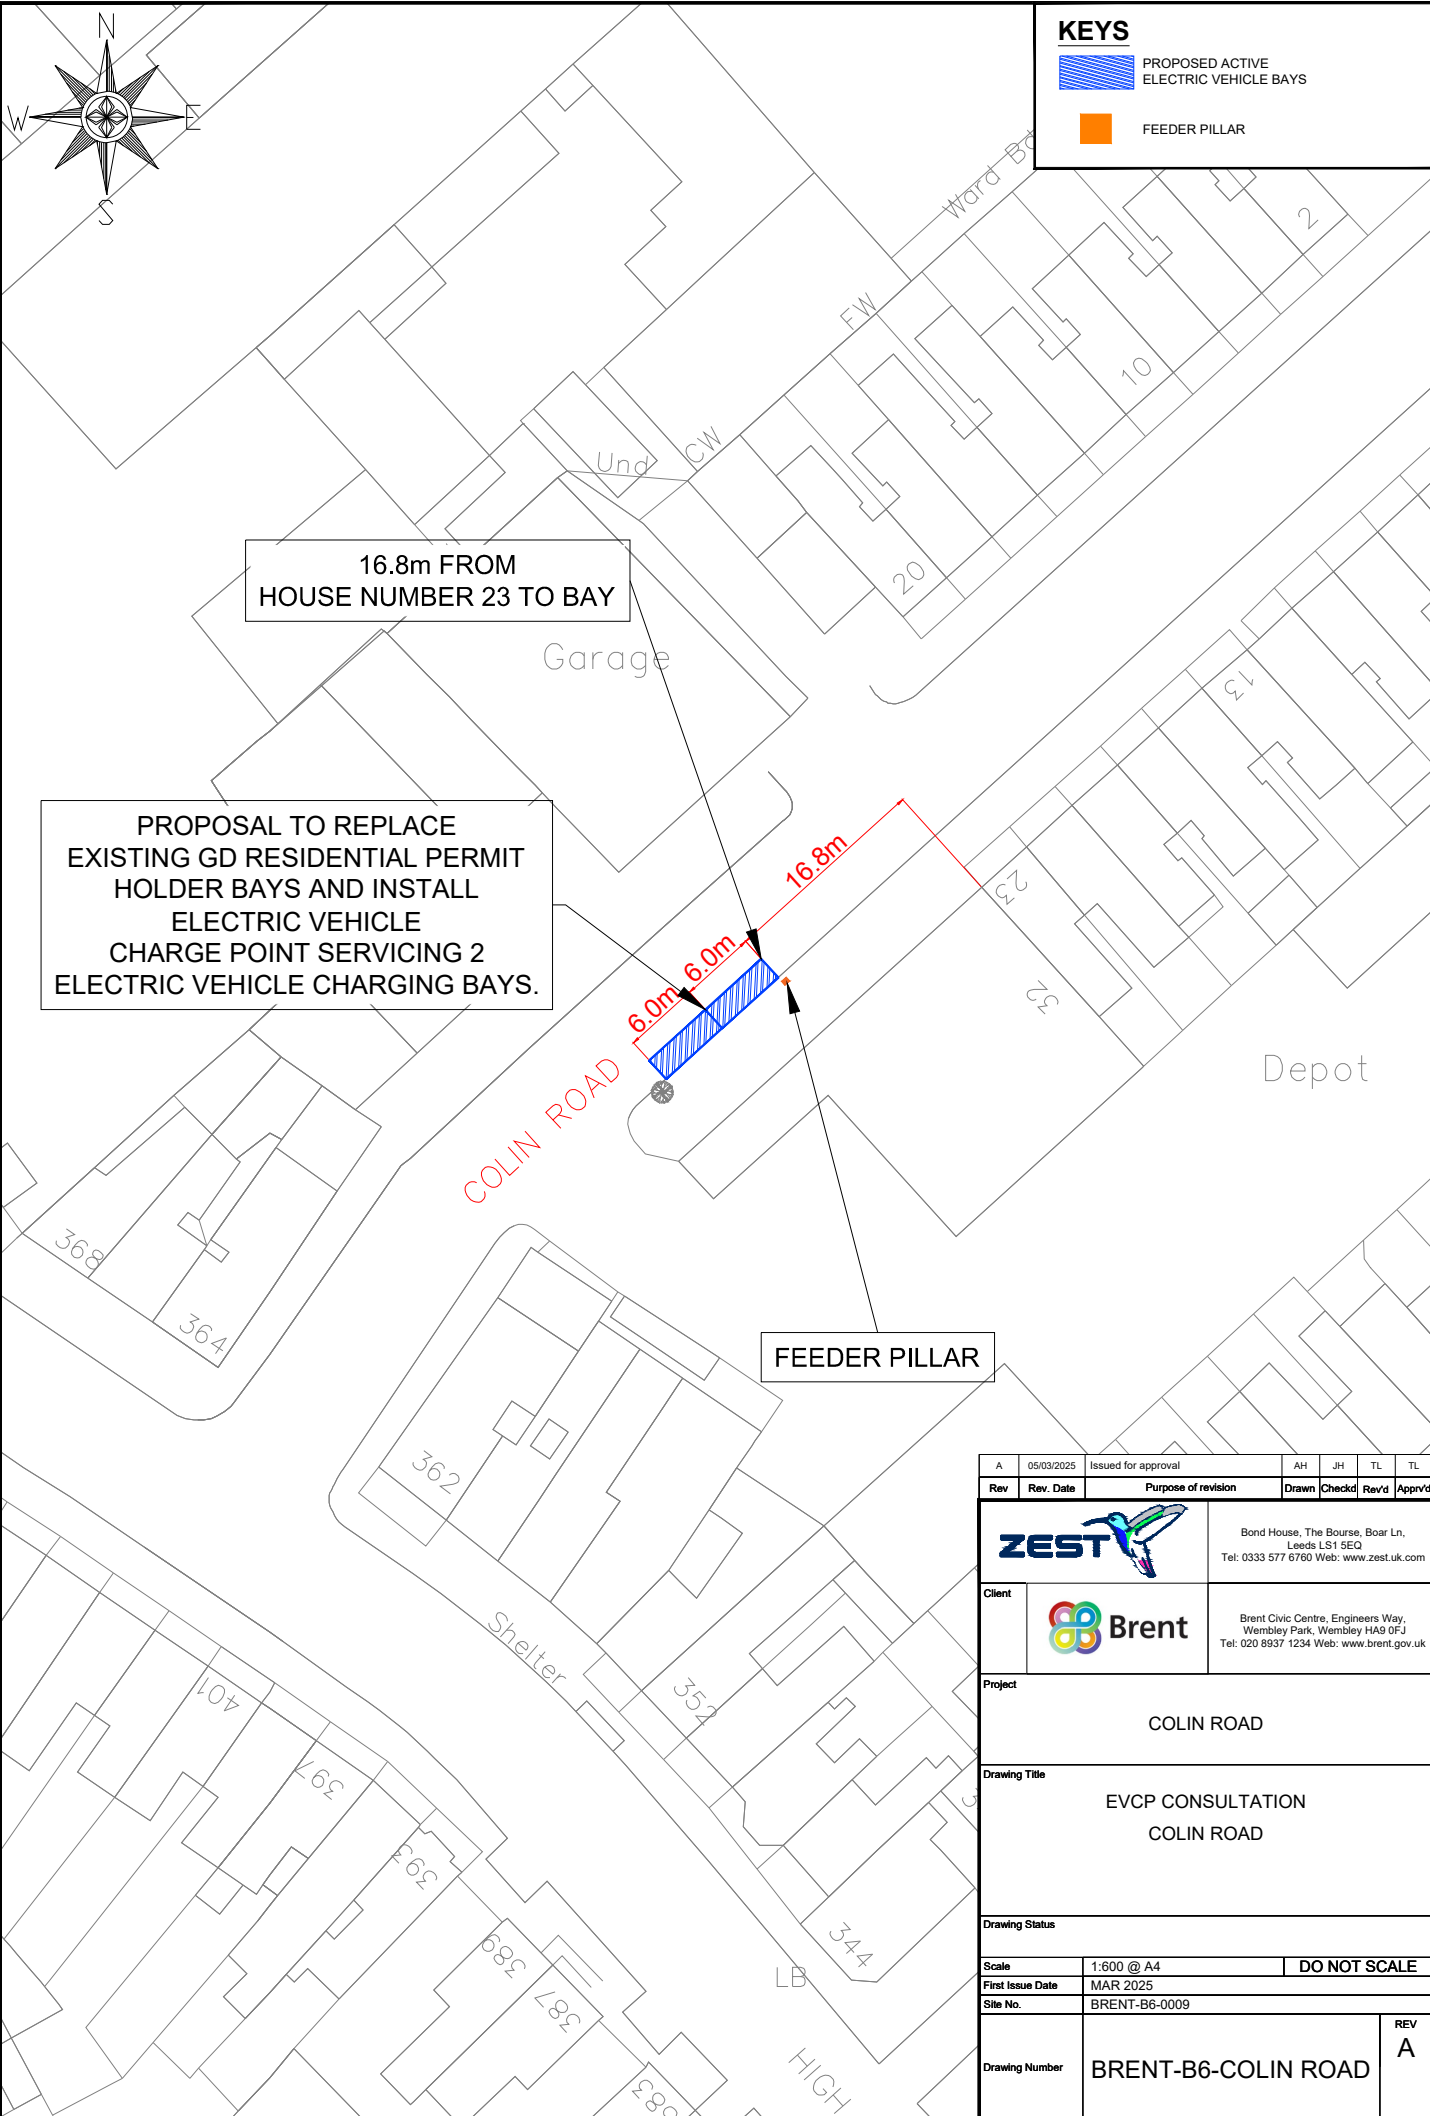 N
W
E
S
KEYS
PROPOSED ACTIVE
ELECTRIC VEHICLE BAYS
FEEDER PILLAR
Ward
2
FW
10
Und
CW
20
16.8m FROM
HOUSE NUMBER 23 TO BAY
Garage
13
PROPOSAL TO REPLACE
EXISTING GD RESIDENTIAL PERMIT
HOLDER BAYS AND INSTALL
ELECTRIC VEHICLE
CHARGE POINT SERVICING 2
ELECTRIC VEHICLE CHARGING BAYS.
16.8m
23
6.0m
6.0m
32
Depot
COLIN ROAD
368
364
FEEDER PILLAR
362
Shelter
352
401
397
393
389
387
383
344
LB
HIGH
A 05/03/2025 Issued for approval AH JH TL TL
Rev Rev. Date Purpose of revision Drawn Checkd Rev'd Apprv'd
ZEST
Bond House, The Bourse, Boar Ln,
Leeds LS1 5EQ
Tel: 0333 577 6760 Web: www.zest.uk.com
Client
Brent
Brent Civic Centre, Engineers Way,
Wembley Park, Wembley HA9 0FJ
Tel: 020 8937 1234 Web: www.brent.gov.uk
Project
COLIN ROAD
Drawing Title
EVCP CONSULTATION
COLIN ROAD
Drawing Status
Scale 1:600 @ A4 DO NOT SCALE
First Issue Date MAR 2025
Site No. BRENT-B6-0009
Drawing Number BRENT-B6-COLIN ROAD
REV
A